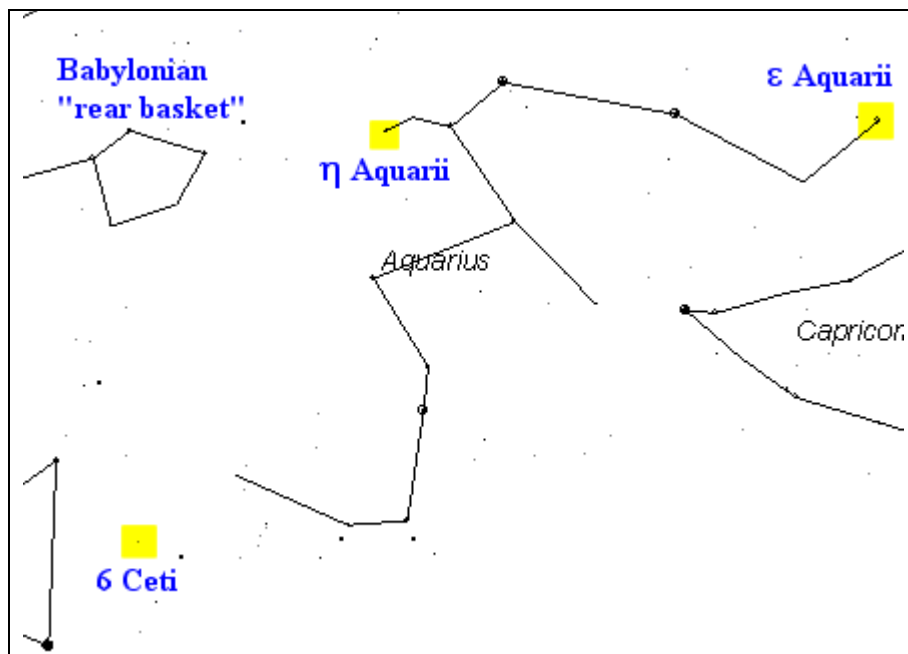 Babylonian
"rear basket"
ε Aquarii
η Aquarii
Aquarius
Capricor
6 Ceti